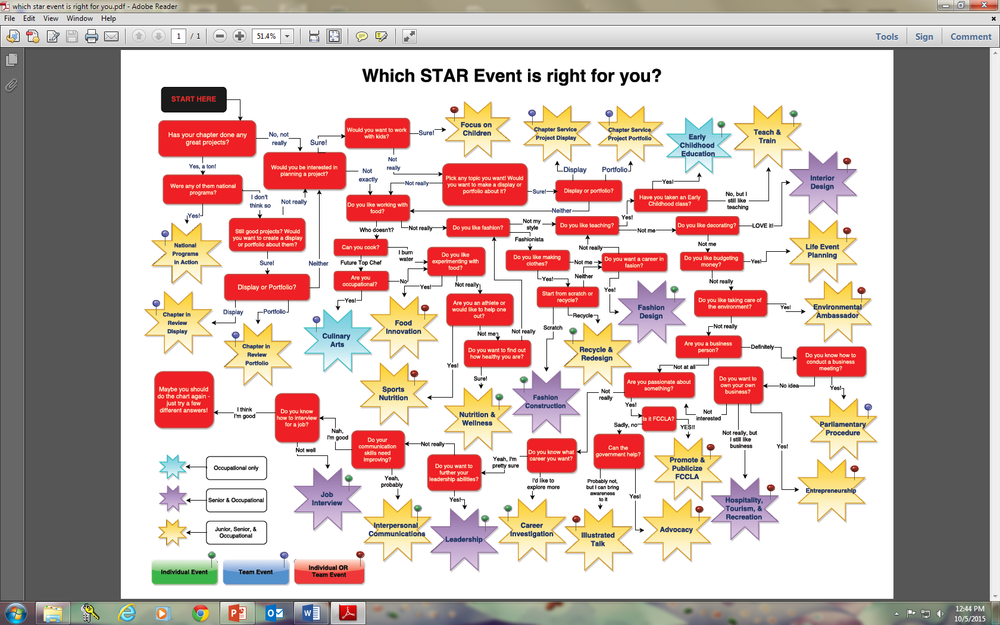 which star event is right for you.pdf - Adobe Reader
File Edit View Window Help
1 / 1 51.4%
Tools Sign Comment
Which STAR Event is right for you?
START HERE
Has your chapter done any
great projects?
No, not
really
Yes, a ton!
Were any of them national
programs?
I don't
think so
Yes!
National
Programs
in Action
Still good projects? Would
you want to create a display
or portfolio about them?
Not really
Sure!
Display or Portfolio?
Neither
Display
Portfolio
Chapter in
Review
Display
Chapter in
Review
Portfolio
Would you be interested in
planning a project?
Sure!
Not
exactly
Would you want to work
with kids?
Sure!
Focus on
Children
Not
really
Pick any topic you want! Would
you want to make a display or
portfolio about it?
Not really
Sure!
Display or portfolio?
Display
Portfolio
Neither
Chapter Service
Project Display
Chapter Service
Project Portfolio
Do you like working with
food?
Who doesn't?
Not really
Can you cook?
I burn
water
Future Top Chef
Are you
occupational?
No
Yes!
Culinary
Arts
Do you like
experimenting with
food?
Yes!
Not really
Food
Innovation
Are you an athlete or
would like to help one
out?
Yes!
Not me
Sports
Nutrition
Do you want to find out
how healthy you are?
Not really
Sure!
Nutrition &
Wellness
Do you like fashion?
Not my
style
Fashionista
Do you like making
clothes?
Not me
Yes!
Start from scratch or
recycle?
Neither
Scratch
Recycle
Fashion
Construction
Recycle &
Redesign
Do you want a career in
fasion?
Not really
Yes!
Fashion
Design
Do you like teaching?
Yes!
Not me
Have you taken an Early
Childhood class?
Yes!
No, but I
still like
teaching
Early
Childhood
Education
Teach &
Train
Do you like decorating?
LOVE it!
Not me
Interior
Design
Do you like budgeting
money?
Yes!
Not really
Life Event
Planning
Do you like taking care of
the environment?
Yes!
Not really
Environmental
Ambassador
Are you a business
person?
Definitely
Not at all
Do you know how to
conduct a business
meeting?
No idea
Yes!
Parliamentary
Procedure
Do you want to
own your own
business?
Not
interested
Not really, but
I still like
business
Yes!
Hospitality,
Tourism, &
Recreation
Entrepreneurship
Are you passionate about
something?
Not
really
Yes!
Is it FCCLA?
Sadly, no
YES!!
Promote &
Publicize
FCCLA
Can the
government help?
Probably not,
but I can bring
awareness
to it
Yes!
Illustrated
Talk
Advocacy
Do you know what
career you want?
Yeah, I'm
pretty sure
I'd like to
explore more
Career
Investigation
Do you want to
further your
leadership abilities?
Not really
Yes!
Leadership
Do your
communication
skills need
improving?
Nah,
I'm good
Yeah,
probably
Interpersonal
Communications
Do you know
how to interview
for a job?
I think
I'm good
Not well
Job
Interview
Maybe you should
do the chart again -
just try a few
different answers!
Occupational only
Senior & Occupational
Junior, Senior, &
Occupational
Individual Event
Team Event
Individual OR
Team Event
12:44 PM
10/5/2015